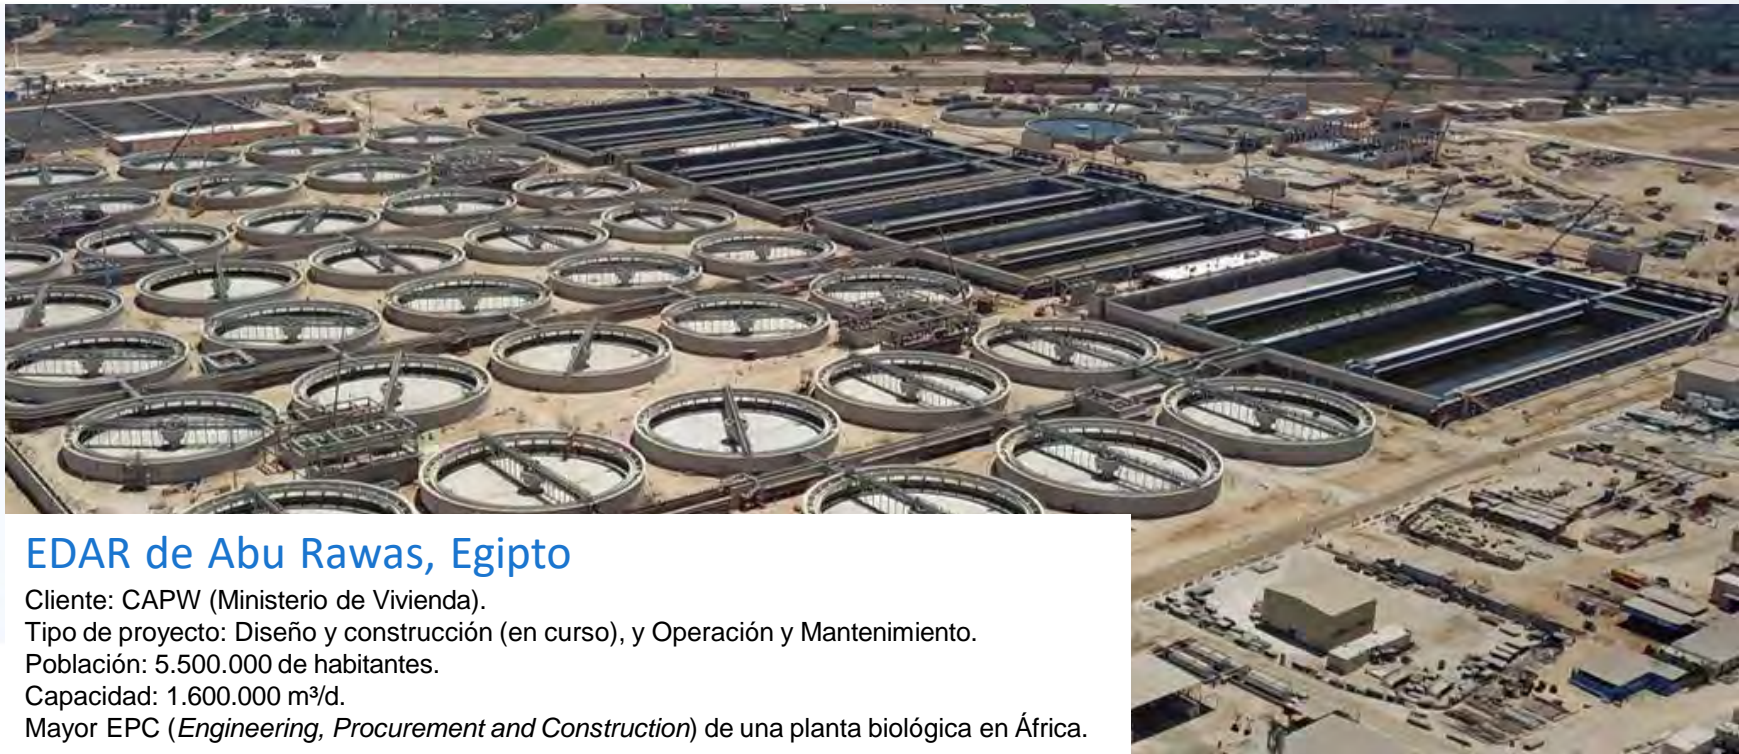 EDAR de Abu Rawas, Egipto
Cliente: CAPW (Ministerio de Vivienda).
Tipo de proyecto: Diseño y construcción (en curso), y Operación y Mantenimiento.
Población: 5.500.000 de habitantes.
Capacidad: 1.600.000 m³/d.
Mayor EPC (Engineering, Procurement and Construction) de una planta biológica en África.